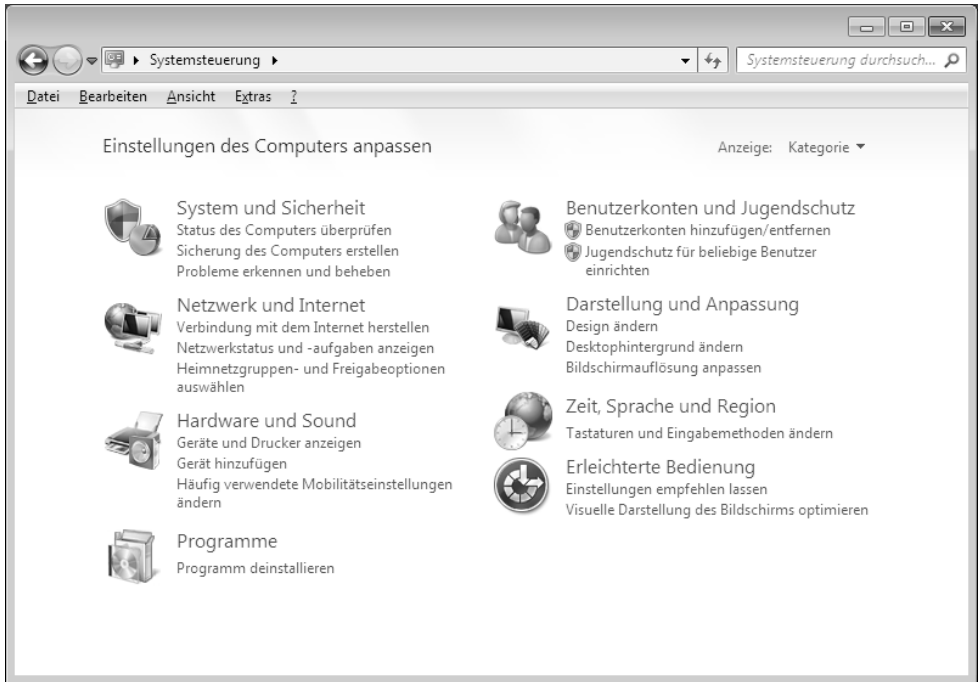 Systemsteuerung
Systemsteuerung durchsuch...
Datei Bearbeiten Ansicht Extras ?
Einstellungen des Computers anpassen
Anzeige: Kategorie
System und Sicherheit
Status des Computers überprüfen
Sicherung des Computers erstellen
Probleme erkennen und beheben
Netzwerk und Internet
Verbindung mit dem Internet herstellen
Netzwerkstatus und -aufgaben anzeigen
Heimnetzgruppen- und Freigabeoptionen
auswählen
Hardware und Sound
Geräte und Drucker anzeigen
Gerät hinzufügen
Häufig verwendete Mobilitätseinstellungen
ändern
Programme
Programm deinstallieren
Benutzerkonten und Jugendschutz
Benutzerkonten hinzufügen/entfernen
Jugendschutz für beliebige Benutzer
einrichten
Darstellung und Anpassung
Design ändern
Desktophintergrund ändern
Bildschirmauflösung anpassen
Zeit, Sprache und Region
Tastaturen und Eingabemethoden ändern
Erleichterte Bedienung
Einstellungen empfehlen lassen
Visuelle Darstellung des Bildschirms optimieren